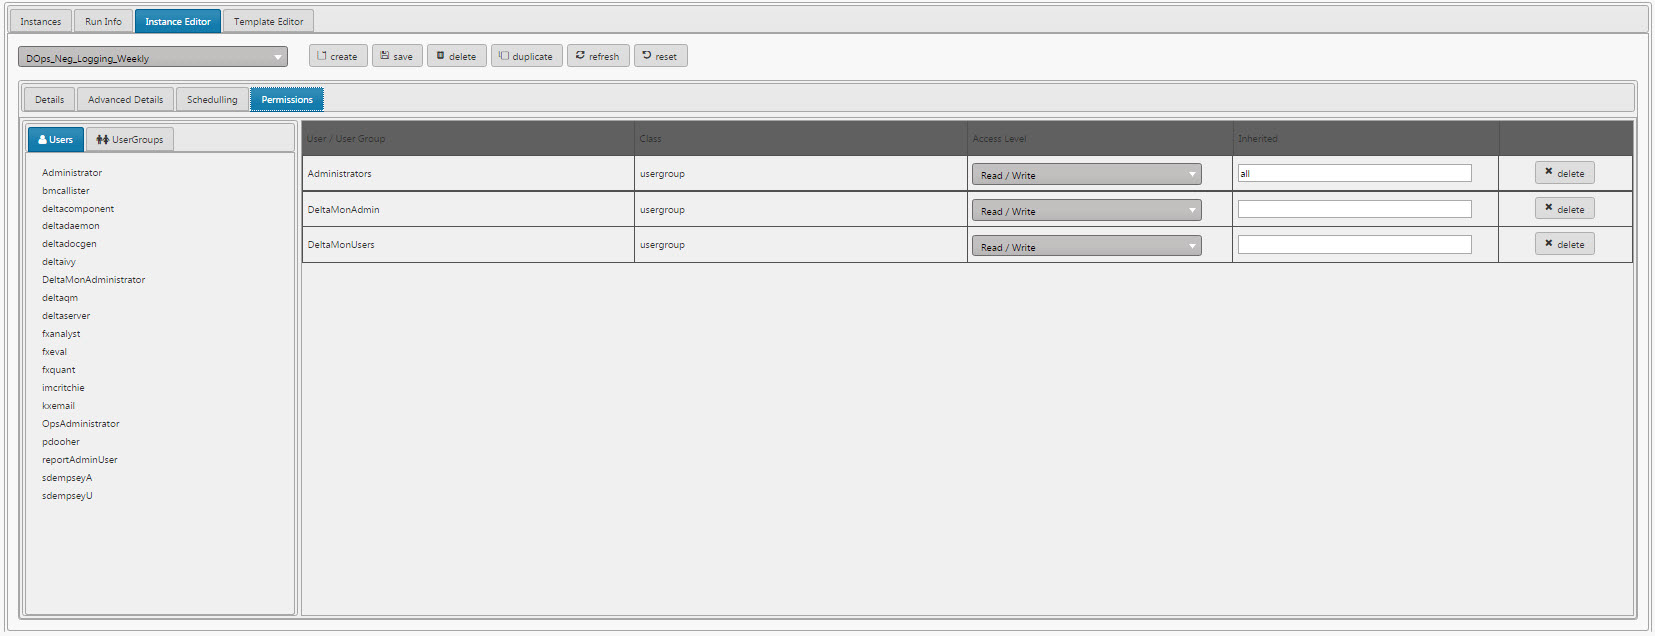 Instances Run Info Instance Editor Template Editor
DOps_Neg_Logging_Weekly create save delete duplicate refresh reset
Details Advanced Details Schedulling Permissions
Users UserGroups
Administrator
bmcallister
deltacomponent
deltadaemon
deltadocgen
deltaivy
DeltaMonAdministrator
deltaqm
deltaserver
fxanalyst
fxeval
fxquant
imcritchie
kxemail
OpsAdministrator
pdooher
reportAdminUser
sdempseyA
sdempseyU
User / User Group Class Access Level Inherited
Administrators usergroup Read / Write all delete
DeltaMonAdmin usergroup Read / Write delete
DeltaMonUsers usergroup Read / Write delete